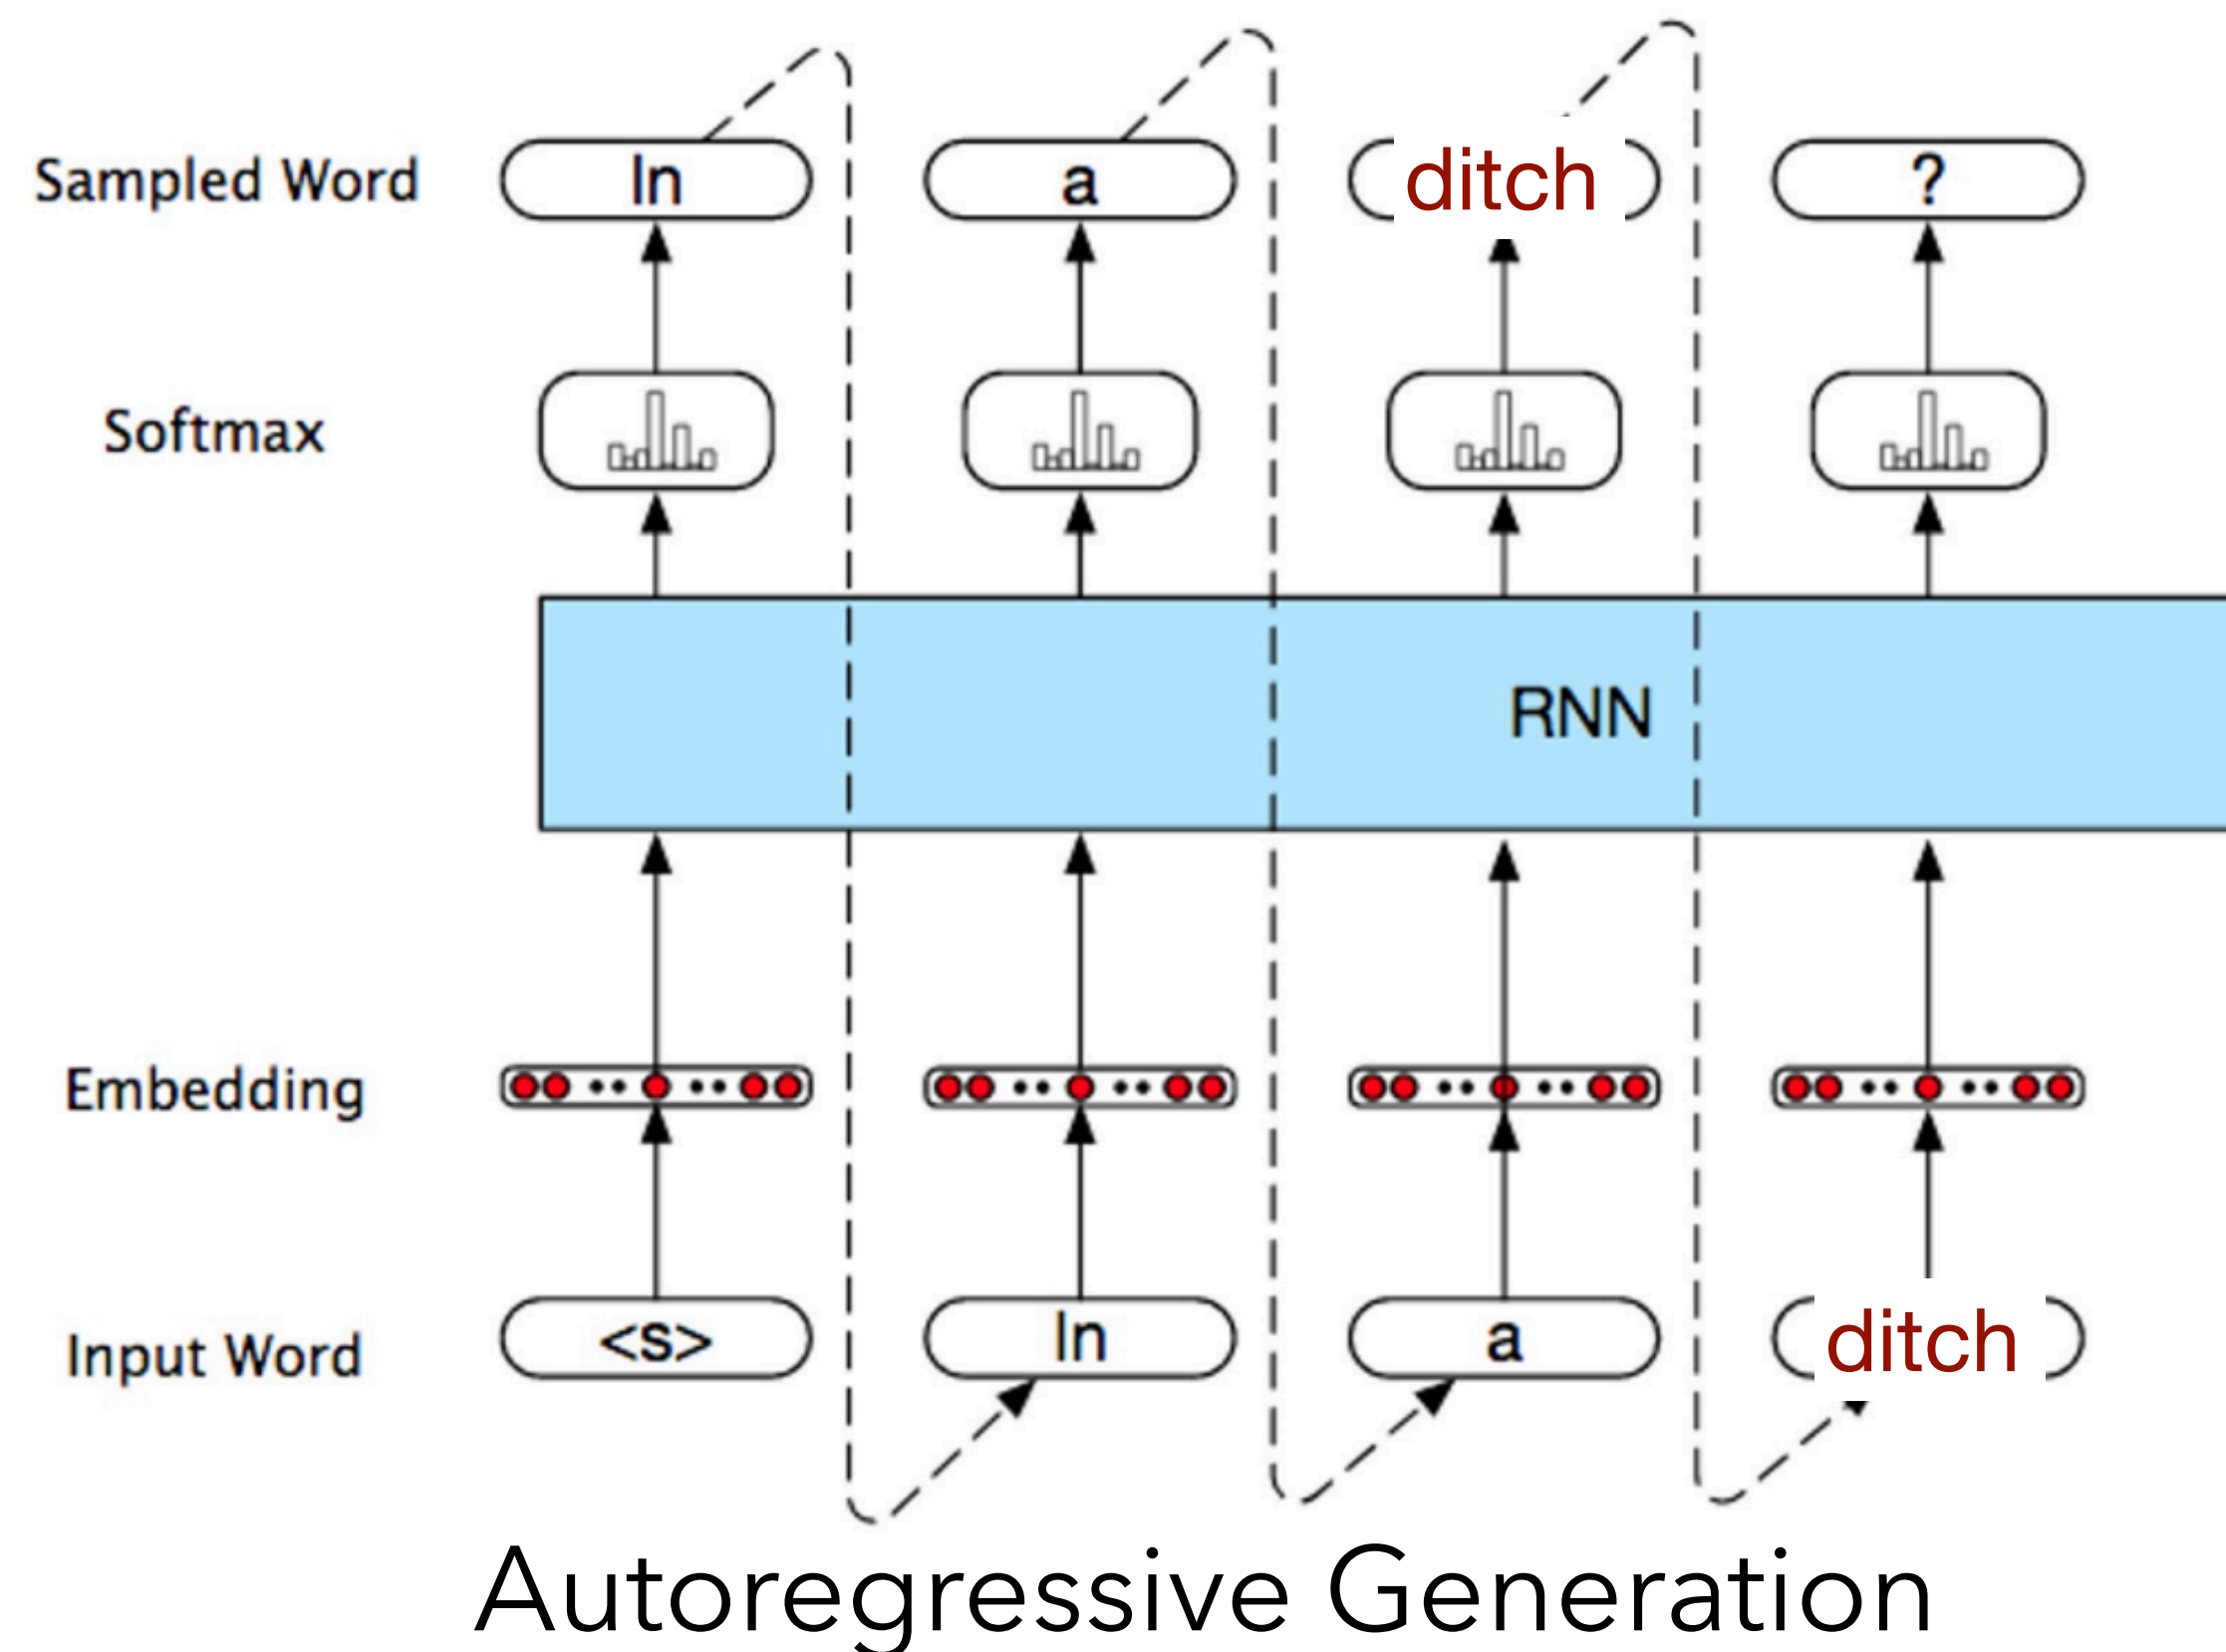 Sampled Word In a ditch ?
Softmax
RNN
Embedding
Input Word <s> In a ditch
Autoregressive Generation